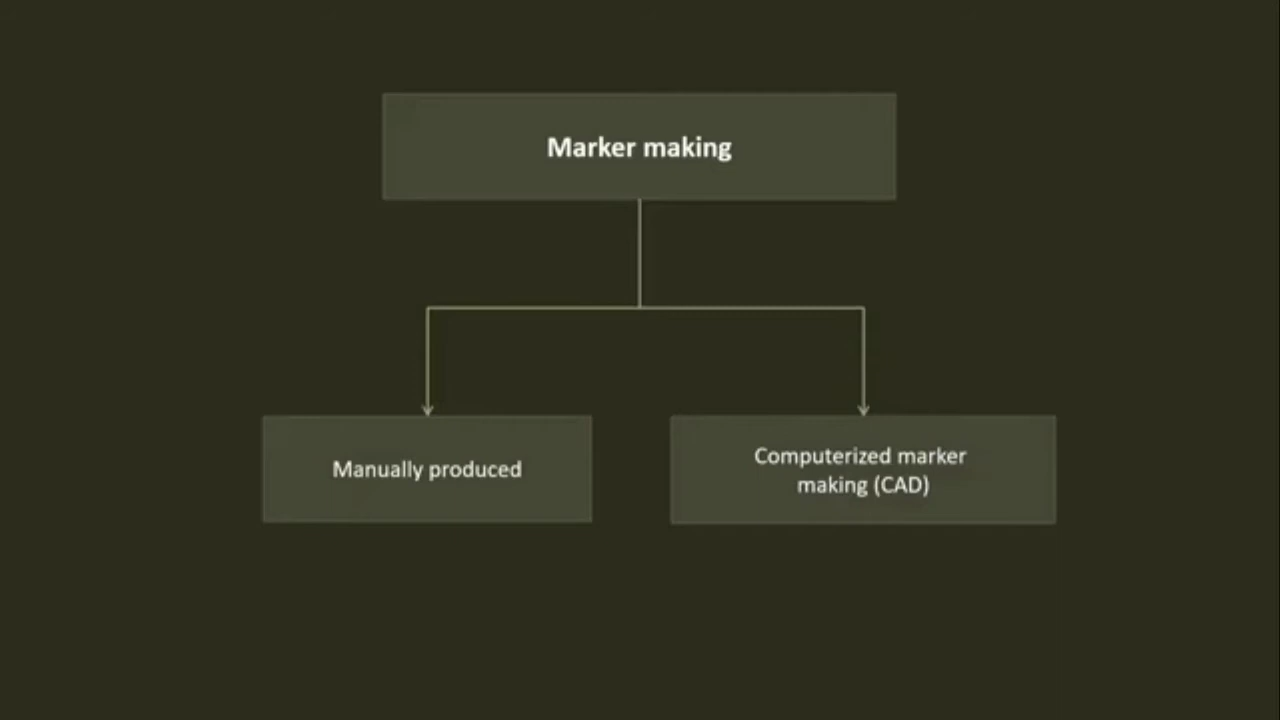 Marker making
Manually produced
Computerized marker
making (CAD)